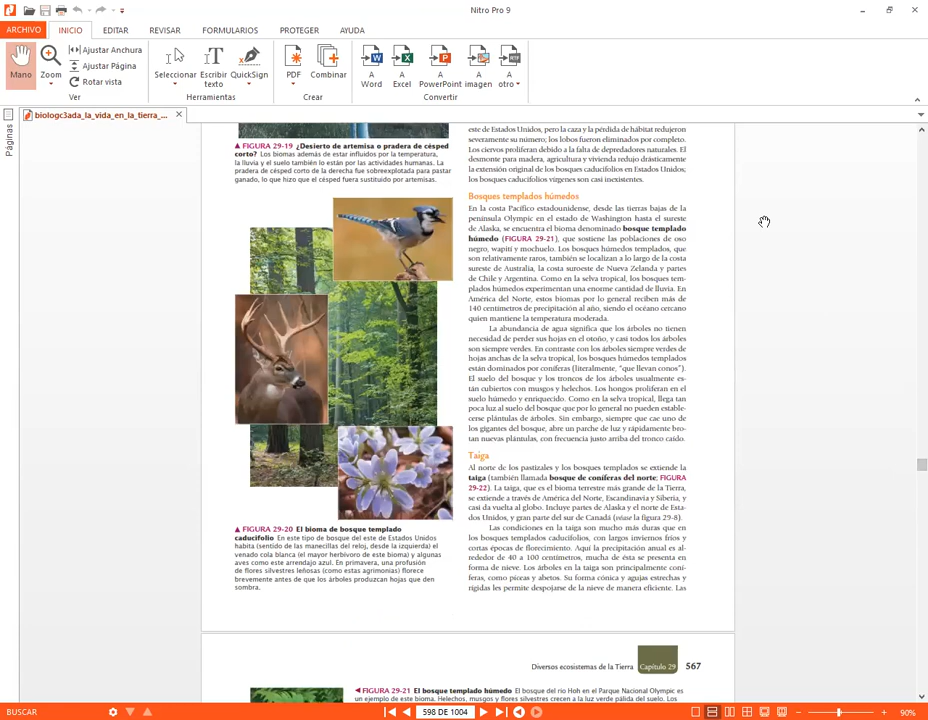 Nitro Pro 9
ARCHIVO INICIO EDITAR REVISAR FORMULARIOS PROTEGER AYUDA
Mano Zoom Ajustar Anchura Ajustar Página Rotar vista
Seleccionar Escribir texto QuickSign
PDF Combinar
A Word A Excel A PowerPoint A imagen A otro
Ver Herramientas Crear Convertir
biologc3ada_la_vida_en_la_tierra_...
Páginas
▲ FIGURA 29-19 ¿Desierto de artemisa o pradera de césped
corto? Los biomas además de estar influidos por la temperatura,
la lluvia y el suelo también lo están por las actividades humanas. La
pradera de césped corto de la derecha fue sobreexplotada para pastar
ganado, lo que hizo que el césped fuera sustituido por artemisas.
▲ FIGURA 29-20 El bioma de bosque templado
caducifolio En este tipo de bosque del este de Estados Unidos
habita (sentido de las manecillas del reloj, desde la izquierda) el
venado cola blanca (el mayor herbívoro de este bioma) y algunas
aves como este arrendajo azul. En primavera, una profusión
de flores silvestres leñosas (como estas agrimonias) florece
brevemente antes de que los árboles produzcan hojas que den
sombra.
este de Estados Unidos, pero la caza y la pérdida de hábitat redujeron
severamente su número; los lobos fueron eliminados por completo.
Los ciervos proliferan debido a la falta de depredadores naturales. El
desmonte para madera, agricultura y vivienda redujo drásticamente
la extensión original de los bosques caducifolios en Estados Unidos;
los bosques caducifolios vírgenes son casi inexistentes.
Bosques templados húmedos
En la costa Pacífico estadounidense, desde las tierras bajas de la
península Olympic en el estado de Washington hasta el sureste
de Alaska, se encuentra el bioma denominado bosque templado
húmedo (FIGURA 29-21), que sostiene las poblaciones de oso
negro, wapiti y mochuelo. Los bosques húmedos templados, que
son relativamente raros, también se localizan a lo largo de la costa
sureste de Australia, la costa suroeste de Nueva Zelanda y partes
de Chile y Argentina. Como en la selva tropical, los bosques tem-
plados húmedos experimentan una enorme cantidad de lluvia. En
América del Norte, estos biomas por lo general reciben más de
140 centímetros de precipitación al año, siendo el océano cercano
quien mantiene la temperatura moderada.
La abundancia de agua significa que los árboles no tienen
necesidad de perder sus hojas en el otoño, y casi todos los árboles
son siempre verdes. En contraste con los árboles siempre verdes de
hojas anchas de la selva tropical, los bosques húmedos templados
están dominados por coníferas (literalmente, “que llevan conos”).
El suelo del bosque y los troncos de los árboles usualmente es-
tán cubiertos con musgos y helechos. Los hongos proliferan en el
suelo húmedo y enriquecido. Como en la selva tropical, llega tan
poca luz al suelo del bosque que por lo general no pueden estable-
cerse plántulas de árboles. Sin embargo, siempre que cae uno de
los gigantes del bosque, abre un parche de luz y rápidamente bro-
tan nuevas plántulas, con frecuencia justo arriba del tronco caído.
Taiga
Al norte de los pastizales y los bosques templados se extiende la
taiga (también llamada bosque de coníferas del norte; FIGURA
29-22). La taiga, que es el bioma terrestre más grande de la Tierra,
se extiende a través de América del Norte, Escandinavia y Siberia, y
casi da vuelta al globo. Incluye partes de Alaska y el norte de Esta-
dos Unidos, y gran parte del sur de Canadá (véase la figura 29-8).
Las condiciones en la taiga son mucho más duras que en
los bosques templados caducifolios, con largos inviernos fríos y
cortas épocas de florecimiento. Aquí la precipitación anual es al-
rededor de 40 a 100 centímetros, mucha de ésta se presenta en
forma de nieve. Los árboles en la taiga son principalmente coní-
feras, como píceas y abetos. Su forma cónica y agujas estrechas y
rígidas les permite despojarse de la nieve de manera eficiente. Las
Diversos ecosistemas de la Tierra Capítulo 29 567
◄ FIGURA 29-21 El bosque templado húmedo El bosque del río Hoh en el Parque Nacional Olympic es
un ejemplo de este bioma. Helechos, musgos y flores silvestres crecen a la luz verde pálida del suelo. Los
BUSCAR 598 DE 1004 90%